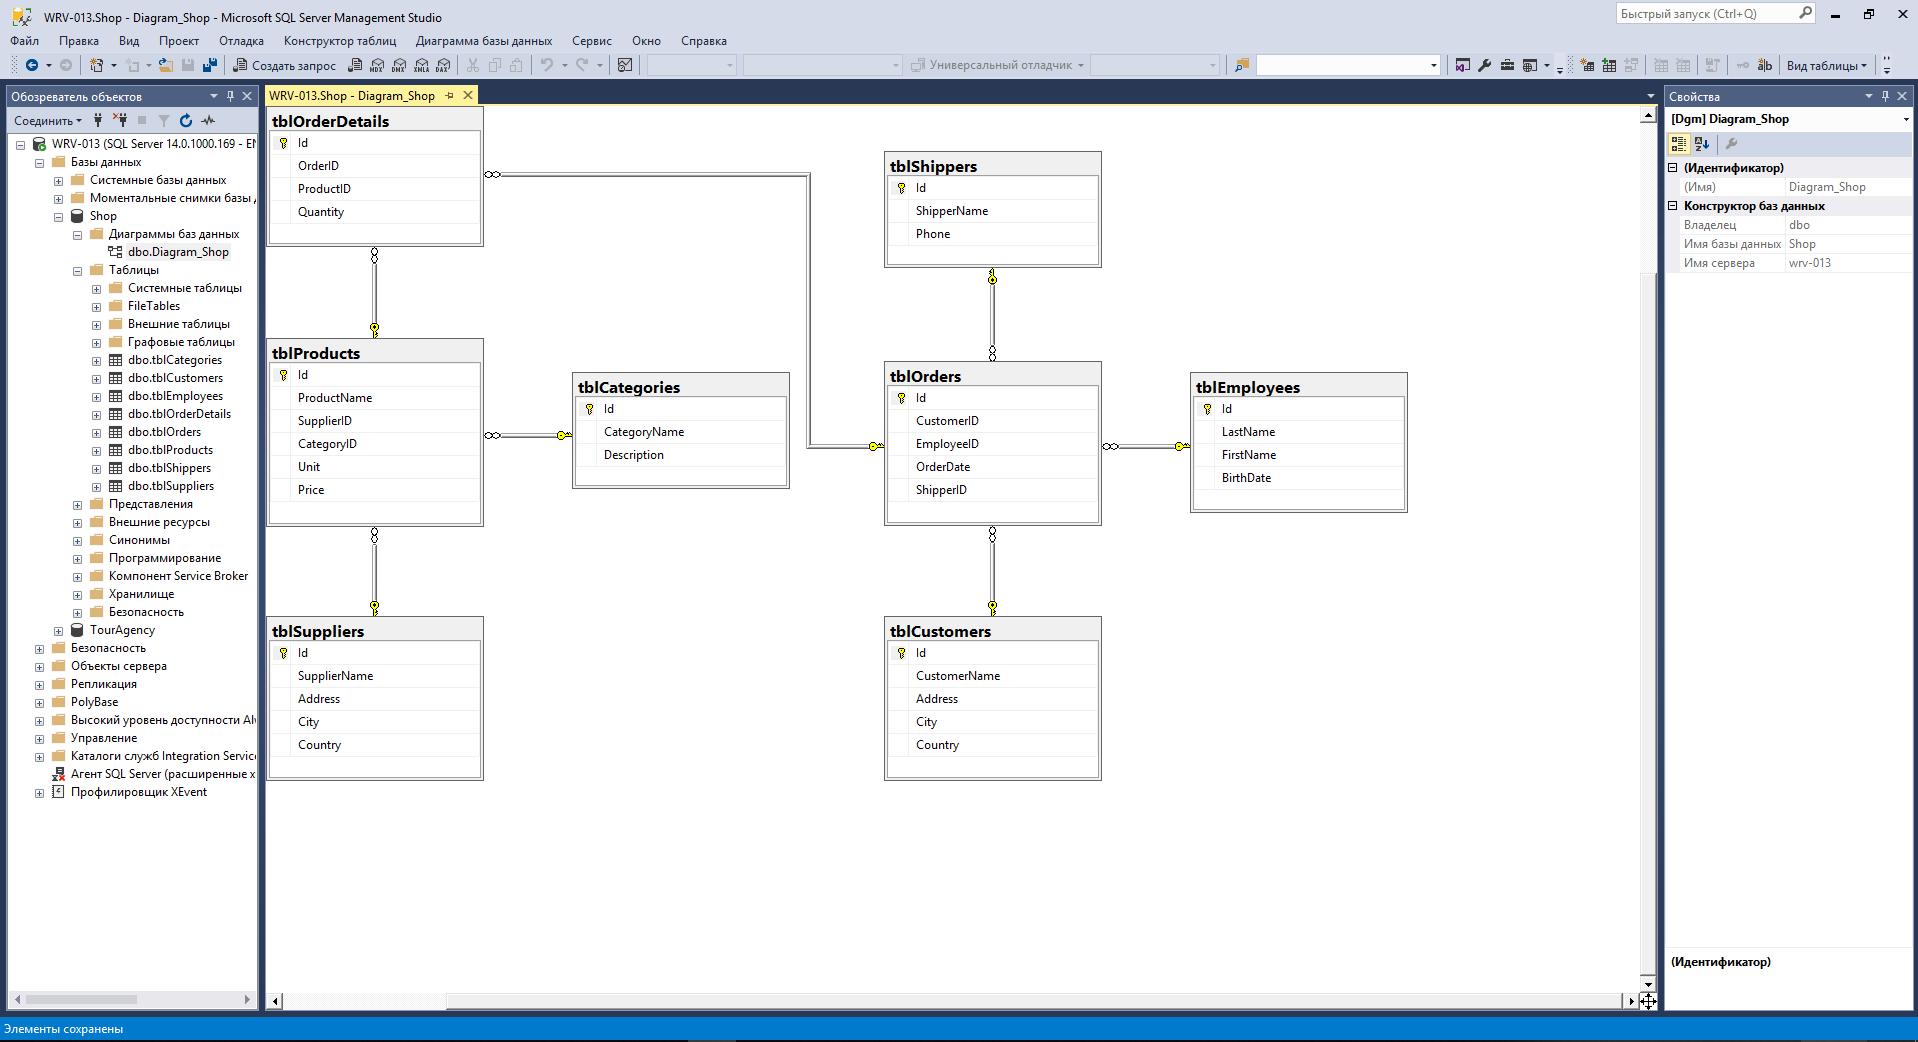 WRV-013.Shop - Diagram_Shop - Microsoft SQL Server Management Studio
Быстрый запуск (Ctrl+Q)
Файл Правка Вид Проект Отладка Конструктор таблиц Диаграмма базы данных Сервис Окно Справка
Создать запрос MDX DMX XMLA DAX Универсальный отладчик Вид таблицы
Обозреватель объектов
Соединить
WRV-013 (SQL Server 14.0.1000.169 - EN
Базы данных
Системные базы данных
Моментальные снимки базы
Shop
Диаграммы баз данных
dbo.Diagram_Shop
Таблицы
Системные таблицы
FileTables
Внешние таблицы
Графовые таблицы
dbo.tblCategories
dbo.tblCustomers
dbo.tblEmployees
dbo.tblOrderDetails
dbo.tblOrders
dbo.tblProducts
dbo.tblShippers
dbo.tblSuppliers
Представления
Внешние ресурсы
Синонимы
Программирование
Компонент Service Broker
Хранилище
Безопасность
TourAgency
Безопасность
Объекты сервера
Репликация
PolyBase
Высокий уровень доступности Al
Управление
Каталоги служб Integration Servic
Агент SQL Server (расширенные х
Профилировщик XEvent
WRV-013.Shop - Diagram_Shop
tblOrderDetails
Id
OrderID
ProductID
Quantity
tblProducts
Id
ProductName
SupplierID
CategoryID
Unit
Price
tblSuppliers
Id
SupplierName
Address
City
Country
tblCategories
Id
CategoryName
Description
tblShippers
Id
ShipperName
Phone
tblOrders
Id
CustomerID
EmployeeID
OrderDate
ShipperID
tblCustomers
Id
CustomerName
Address
City
Country
tblEmployees
Id
LastName
FirstName
BirthDate
Свойства
[Dgm] Diagram_Shop
(Идентификатор)
(Имя) Diagram_Shop
Конструктор баз данных
Владелец dbo
Имя базы данных Shop
Имя сервера wrv-013
(Идентификатор)
Элементы сохранены